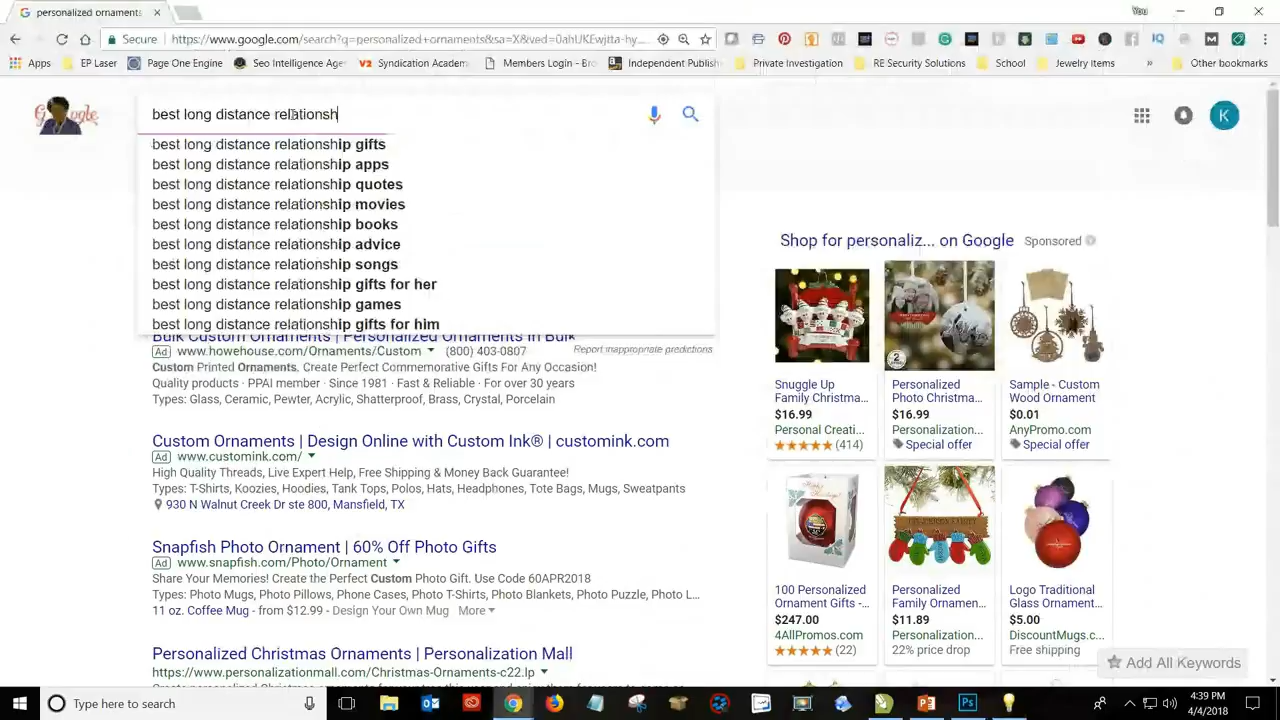 personalized ornaments
You
Secure
https://www.google.com/search?q=personalized+ornaments&sa=X&ved=0ahUKEwjtta-hy...
Apps
EP Laser
Page One Engine
Seo Intelligence Age
Syndication Academ
Members Login - Bro
Independent Publish
Private Investigation
RE Security Solutions
School
Jewelry Items
»
Other bookmarks
best long distance relationsh
K
best long distance relationship gifts
best long distance relationship apps
best long distance relationship quotes
best long distance relationship movies
best long distance relationship books
best long distance relationship advice
best long distance relationship songs
best long distance relationship gifts for her
best long distance relationship games
best long distance relationship gifts for him
Report inappropriate predictions
Bulk Custom Ornaments | Personalized Ornaments in Bulk
Ad www.howehouse.com/Ornaments/Custom (800) 403-0807
Custom Printed Ornaments. Create Perfect Commemorative Gifts For Any Occasion!
Quality products · PPAI member · Since 1981 · Fast & Reliable · For over 30 years
Types: Glass, Ceramic, Pewter, Acrylic, Shatterproof, Brass, Crystal, Porcelain
Custom Ornaments | Design Online with Custom Ink® | customink.com
Ad www.customink.com/
High Quality Threads, Live Expert Help, Free Shipping & Money Back Guarantee!
Types: T-Shirts, Koozies, Hoodies, Tank Tops, Polos, Hats, Headphones, Tote Bags, Mugs, Sweatpants
930 N Walnut Creek Dr ste 800, Mansfield, TX
Snapfish Photo Ornament | 60% Off Photo Gifts
Ad www.snapfish.com/Photo/Ornament
Share Your Memories! Create the Perfect Custom Photo Gift. Use Code 60APR2018
Types: Photo Mugs, Photo Pillows, Phone Cases, Photo T-Shirts, Photo Blankets, Photo Puzzle, Photo L...
11 oz. Coffee Mug - from $12.99 - Design Your Own Mug More
Personalized Christmas Ornaments | Personalization Mall
https://www.personalizationmall.com/Christmas-Ornaments-c22.lp
Shop for personaliz... on Google Sponsored
Snuggle Up
Family Christma...
$16.99
Personal Creati...
(414)
Personalized
Photo Christma...
$16.99
Personalization...
Special offer
Sample - Custom
Wood Ornament
$0.01
AnyPromo.com
Special offer
100 Personalized
Ornament Gifts -...
$247.00
4AllPromos.com
(22)
Personalized
Family Ornamen...
$11.89
Personalization...
22% price drop
Logo Traditional
Glass Ornament...
$5.00
DiscountMugs.c...
Free shipping
Add All Keywords
Type here to search
4:39 PM
4/4/2018